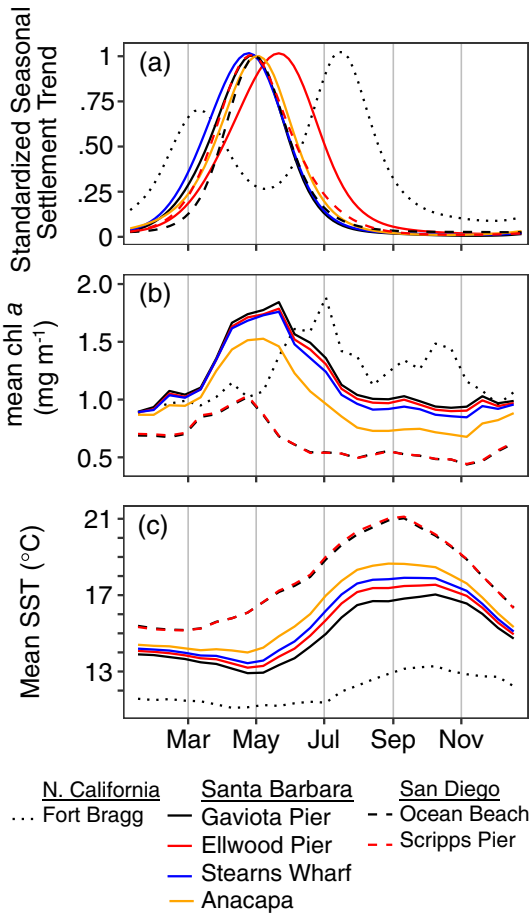 Standardized Seasonal
Settlement Trend
(a)
1
.75
.50
.25
0
mean chl a
(mg m⁻¹)
(b)
2.0
1.5
1.0
0.5
Mean SST (°C)
(c)
21
17
13
Mar May Jul Sep Nov
N. California Santa Barbara San Diego
Fort Bragg Gaviota Pier Ocean Beach
Ellwood Pier Scripps Pier
Stearns Wharf
Anacapa